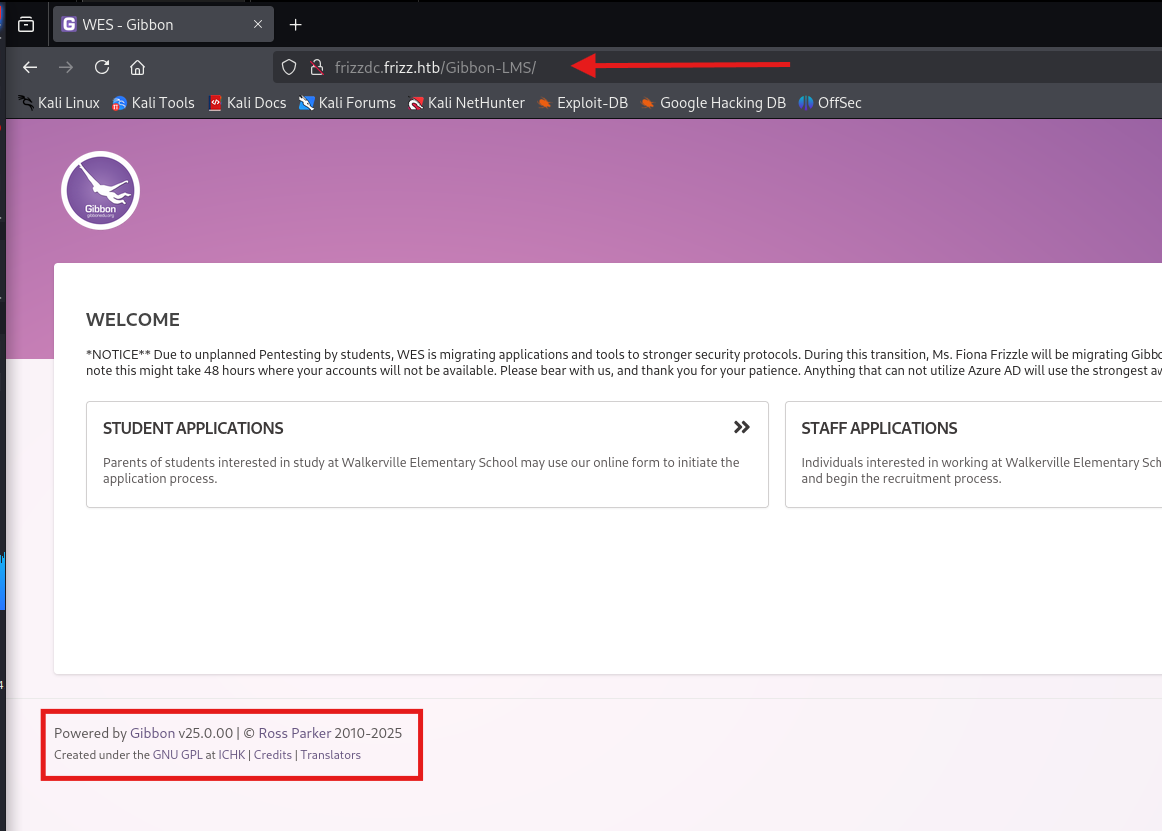 WES - Gibbon
frizzdc.frizz.htb/Gibbon-LMS/
Kali Linux Kali Tools Kali Docs Kali Forums Kali NetHunter Exploit-DB Google Hacking DB OffSec
Gibbon
gibbonedu.org
WELCOME
*NOTICE** Due to unplanned Pentesting by students, WES is migrating applications and tools to stronger security protocols. During this transition, Ms. Fiona Frizzle will be migrating Gibbo
note this might take 48 hours where your accounts will not be available. Please bear with us, and thank you for your patience. Anything that can not utilize Azure AD will use the strongest av
STUDENT APPLICATIONS
Parents of students interested in study at Walkerville Elementary School may use our online form to initiate the
application process.
STAFF APPLICATIONS
Individuals interested in working at Walkerville Elementary Sch
and begin the recruitment process.
Powered by Gibbon v25.0.00 | © Ross Parker 2010-2025
Created under the GNU GPL at ICHK | Credits | Translators